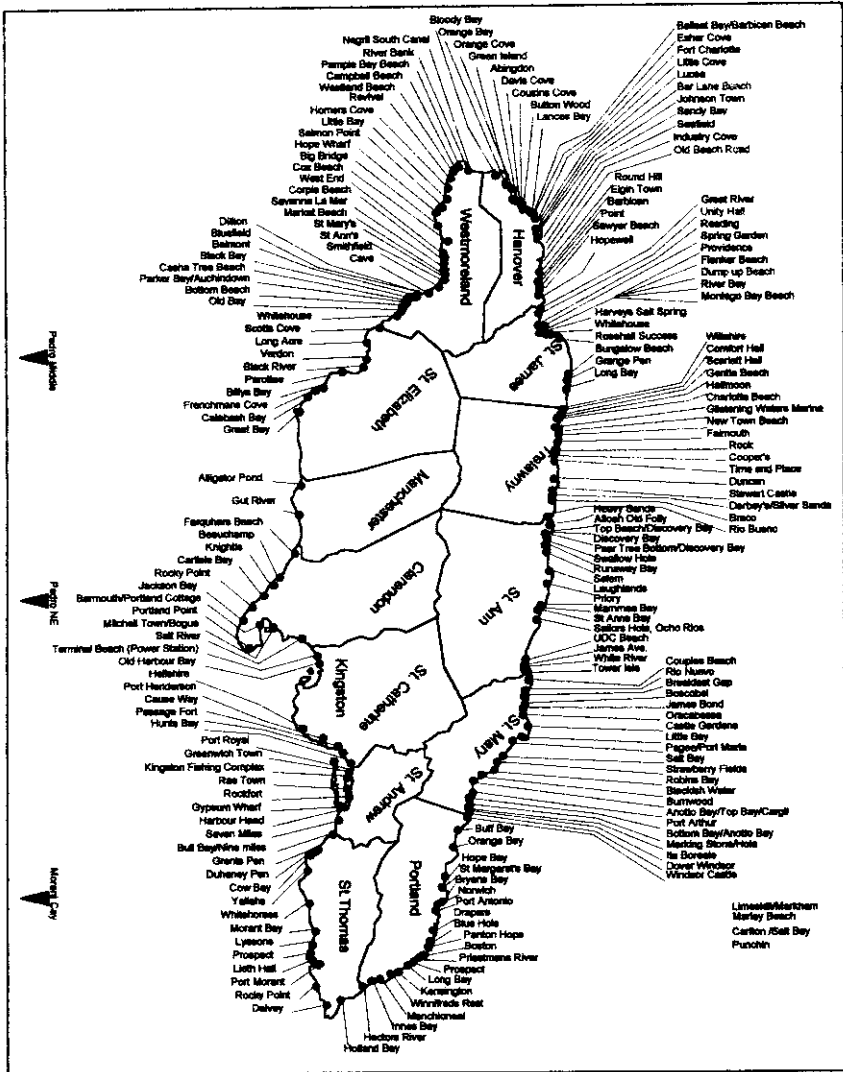 Bloody Bay
Orange Bay
Negril South Canal
Orange Cove
River Bank
Green Island
Pample Bay Beach
Abingdon
Campbell Beach
Davis Cove
Westland Beach
Cousins Cove
Revival
Button Wood
Homers Cove
Lances Bay
Little Bay
Salmon Point
Hope Wharf
Big Bridge
Cox Beach
West End
Corpie Beach
Savanna La Mer
Market Beach
St Mary's
St Ann's
Smithfield
Cave
Ballast Bay/Barbican Beach
Esher Cove
Fort Charlotte
Little Cove
Lucea
Bar Lane Beach
Johnson Town
Sandy Bay
Seafield
Industry Cove
Old Beach Road
Round Hill
Elgin Town
Barbican
Point
Sawyer Beach
Hopewell
Great River
Unity Hall
Reading
Spring Garden
Providence
Flanker Beach
Dump up Beach
River Bay
Montego Bay Beach
Dillon
Bluefield
Belmont
Black Bay
Casha Tree Beach
Parker Bay/Auchindown
Bottom Beach
Old Bay
Whitehouse
Scotts Cove
Long Acre
Verdon
Black River
Parottee
Billys Bay
Frenchmans Cove
Calabash Bay
Great Bay
Harveys Salt Spring
Whitehouse
Rosehall Success
Bungalow Beach
Grange Pen
Long Bay
Wiltshire
Comfort Hall
Scarlett Hall
Gentle Beach
Halfmoon
Charlotte Beach
Glistening Waters Marine
New Town Beach
Falmouth
Rock
Cooper's
Time and Place
Duncan
Stewart Castle
Derbey's/Silver Sands
Braco
Rio Bueno
Westmoreland
Hanover
St. James
St. Elizabeth
Trelawny
Manchester
Clarendon
St. Ann
St. Catherine
Kingston
St. Mary
St. Andrew
Portland
St. Thomas
Pedro Middle
Pedro NE
Morant Cay
Alligator Pond
Gut River
Farquhars Beach
Beauchamp
Knights
Carlisle Bay
Rocky Point
Jackson Bay
Barmouth/Portland Cottage
Portland Point
Mitchell Town/Bogue
Salt River
Terminal Beach (Power Station)
Old Harbour Bay
Hellshire
Port Henderson
Cause Way
Passage Fort
Hunts Bay
Port Royal
Greenwich Town
Kingston Fishing Complex
Rae Town
Rockfort
Gypsum Wharf
Harbour Head
Seven Miles
Bull Bay/Nine miles
Grants Pen
Duhaney Pen
Cow Bay
Yallahs
Whitehorses
Morant Bay
Lyssons
Prospect
Lieth Hall
Port Morant
Rocky Point
Dalvey
Heavy Sands
Alloah Old Folly
Top Beach/Discovery Bay
Discovery Bay
Pear Tree Bottom/Discovery Bay
Swallow Hole
Runaway Bay
Salem
Laughlands
Priory
Mammee Bay
St Anns Bay
Sailors Hole, Ocho Rios
UDC Beach
James Ave.
White River
Tower Isle
Couples Beach
Rio Nuevo
Breakfast Gap
Boscobel
James Bond
Oracabessa
Castle Gardens
Little Bay
Pagee/Port Maria
Salt Bay
Strawberry Fields
Robins Bay
Blackish Water
Burnwood
Anotto Bay/Top Bay/Cargil
Port Arthur
Bottom Bay/Anotto Bay
Marking Stone/Hole
Ita Boreale
Dover Windsor
Windsor Castle
Buff Bay
Orange Bay
Hope Bay
St Margarets Bay
Bryans Bay
Norwich
Port Antonio
Drapers
Blue Hole
Panton Hope
Boston
Priestmans River
Prospect
Long Bay
Kensington
Winnifreds Rest
Manchioneal
Innes Bay
Hectors River
Holland Bay
Marley Beach
Carlton /Salt Bay
Punchin